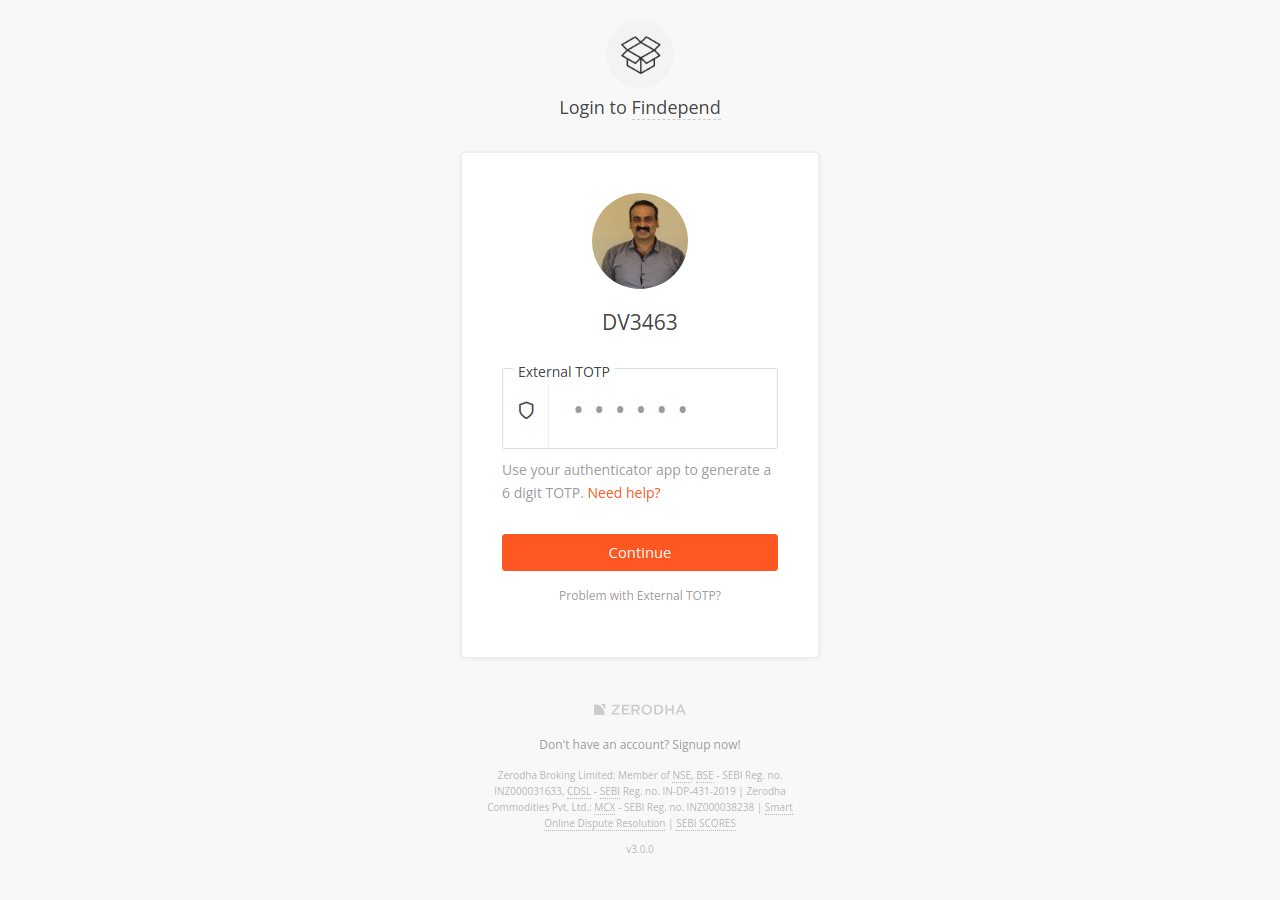 Login to Findepend
DV3463
External TOTP
••••••
Use your authenticator app to generate a
6 digit TOTP. Need help?
Continue
Problem with External TOTP?
ZERODHA
Don't have an account? Signup now!
Zerodha Broking Limited: Member of NSE, BSE - SEBI Reg. no.
INZ000031633, CDSL - SEBI Reg. no. IN-DP-431-2019 | Zerodha
Commodities Pvt. Ltd.: MCX - SEBI Reg. no. INZ000038238 | Smart
Online Dispute Resolution | SEBI SCORES
v3.0.0